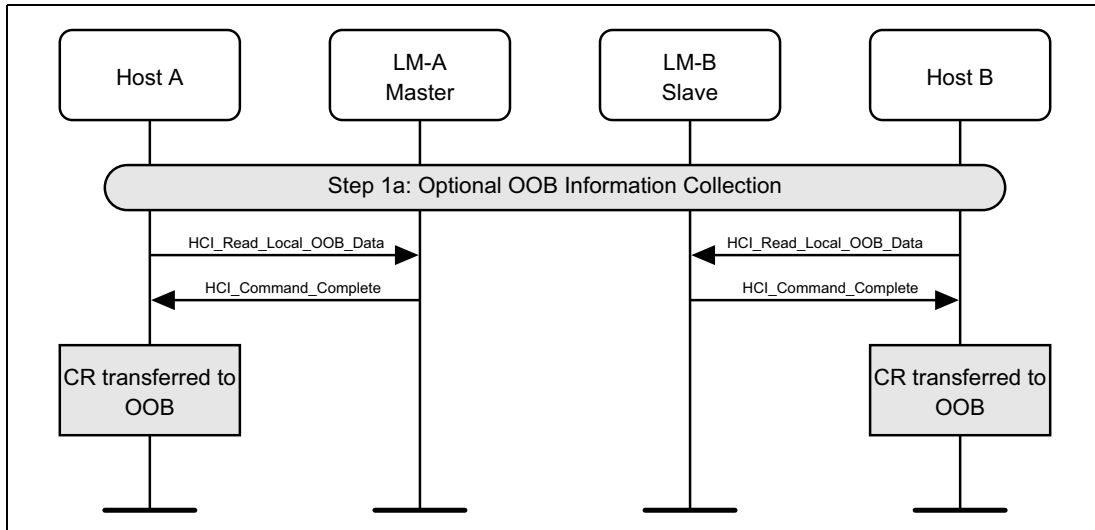 Host A
LM-A
Master
LM-B
Slave
Host B
Step 1a: Optional OOB Information Collection
HCI_Read_Local_OOB_Data
HCI_Read_Local_OOB_Data
HCI_Command_Complete
HCI_Command_Complete
CR transferred to
OOB
CR transferred to
OOB